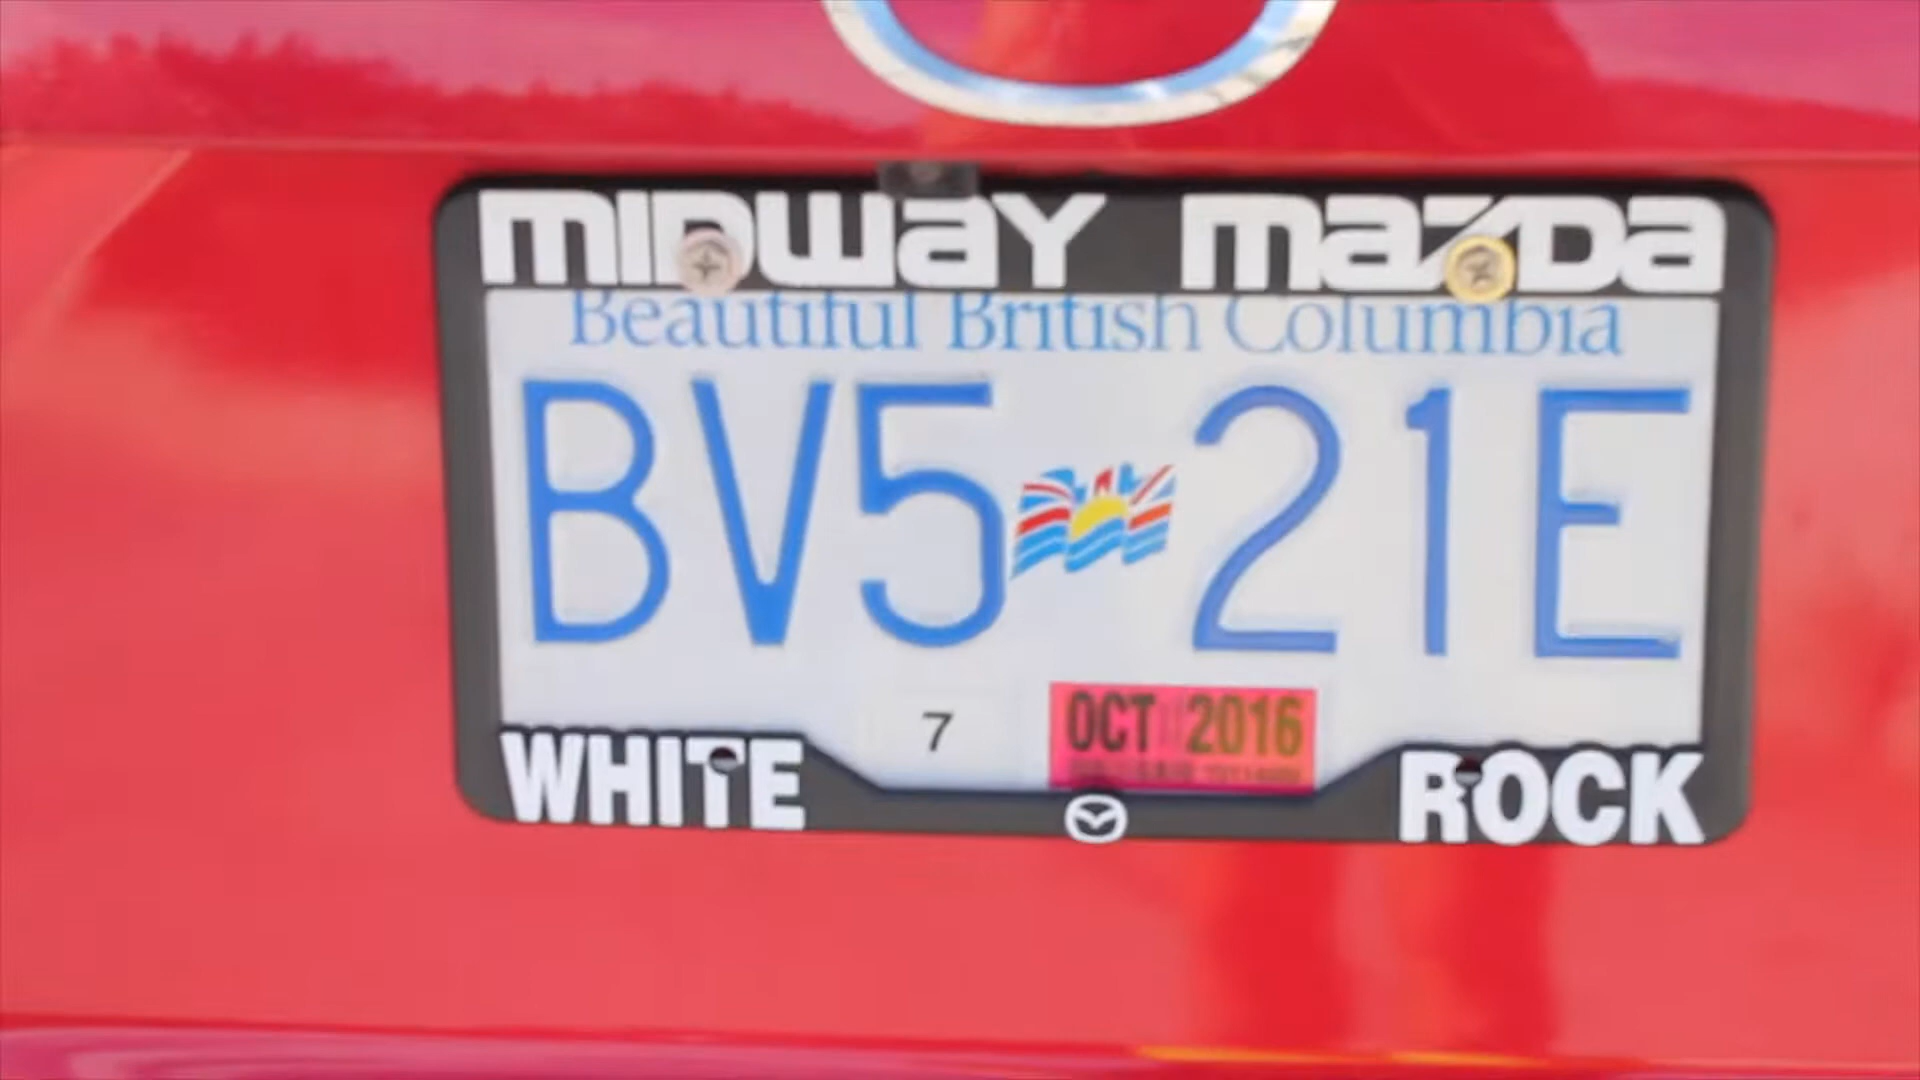 MIDWAY MAZDA
Beautiful British Columbia
BV5 21E
7
OCT 2016
WHITE ROCK